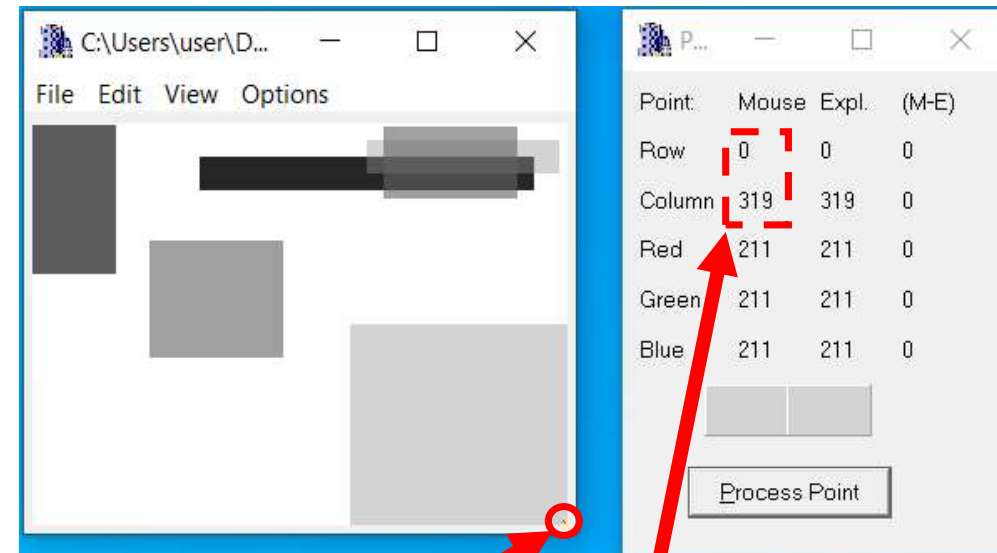 C:\Users\user\D...
File Edit View Options
P...
Point: Mouse Expl. (M-E)
Row 0 0 0
Column 319 319 0
Red 211 211 0
Green 211 211 0
Blue 211 211 0
Process Point